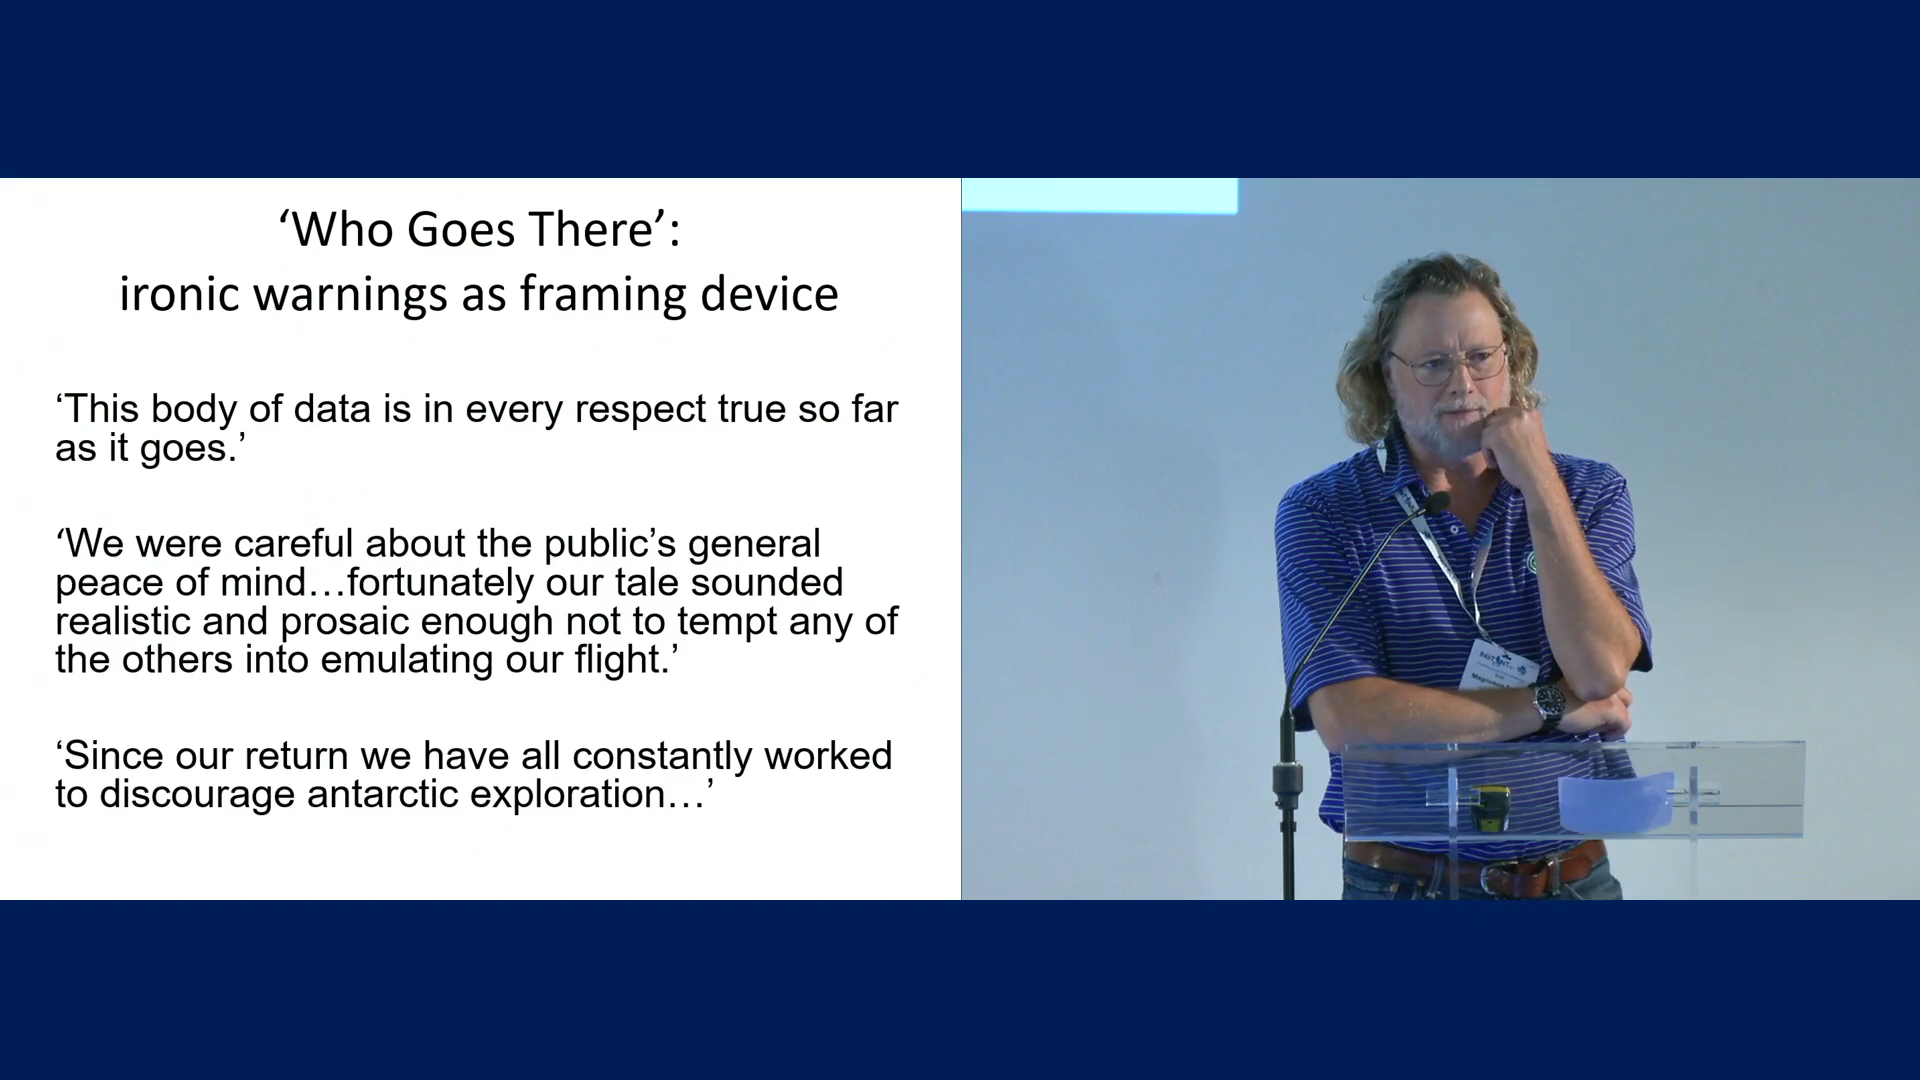 ‘Who Goes There’:
ironic warnings as framing device
‘This body of data is in every respect true so far
as it goes.’
‘We were careful about the public’s general
peace of mind…fortunately our tale sounded
realistic and prosaic enough not to tempt any of
the others into emulating our flight.’
‘Since our return we have all constantly worked
to discourage antarctic exploration…’